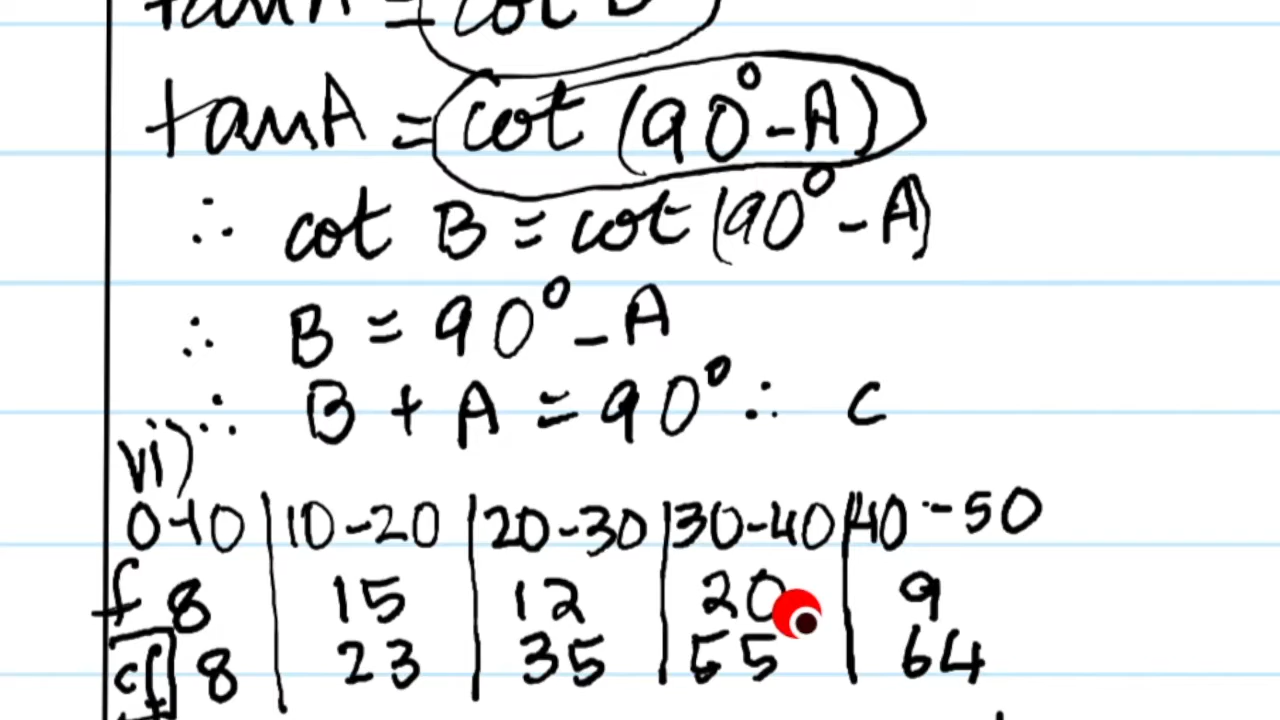 tanA = cot B
tanA = cot (90° - A)
∴ cot B = cot (90° - A)
∴ B = 90° - A
∴ B + A = 90° ∴ C
vi)
0-10 | 10-20 | 20-30 | 30-40 | 40-50
f 8 | 15 | 12 | 20 | 9
cf 8 | 23 | 35 | 55 | 64